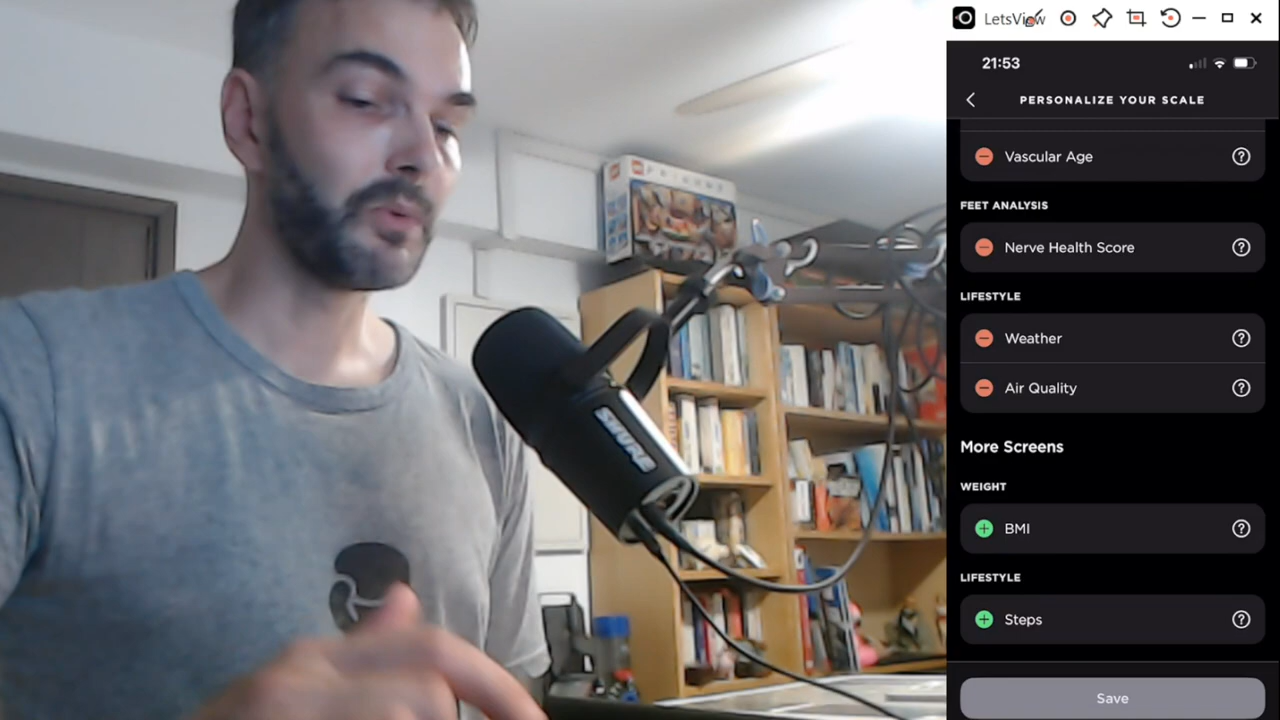 LetsView
21:53
PERSONALIZE YOUR SCALE
Vascular Age
FEET ANALYSIS
Nerve Health Score
LIFESTYLE
Weather
Air Quality
More Screens
WEIGHT
BMI
LIFESTYLE
Steps
Save
FRIENDS
SHURE